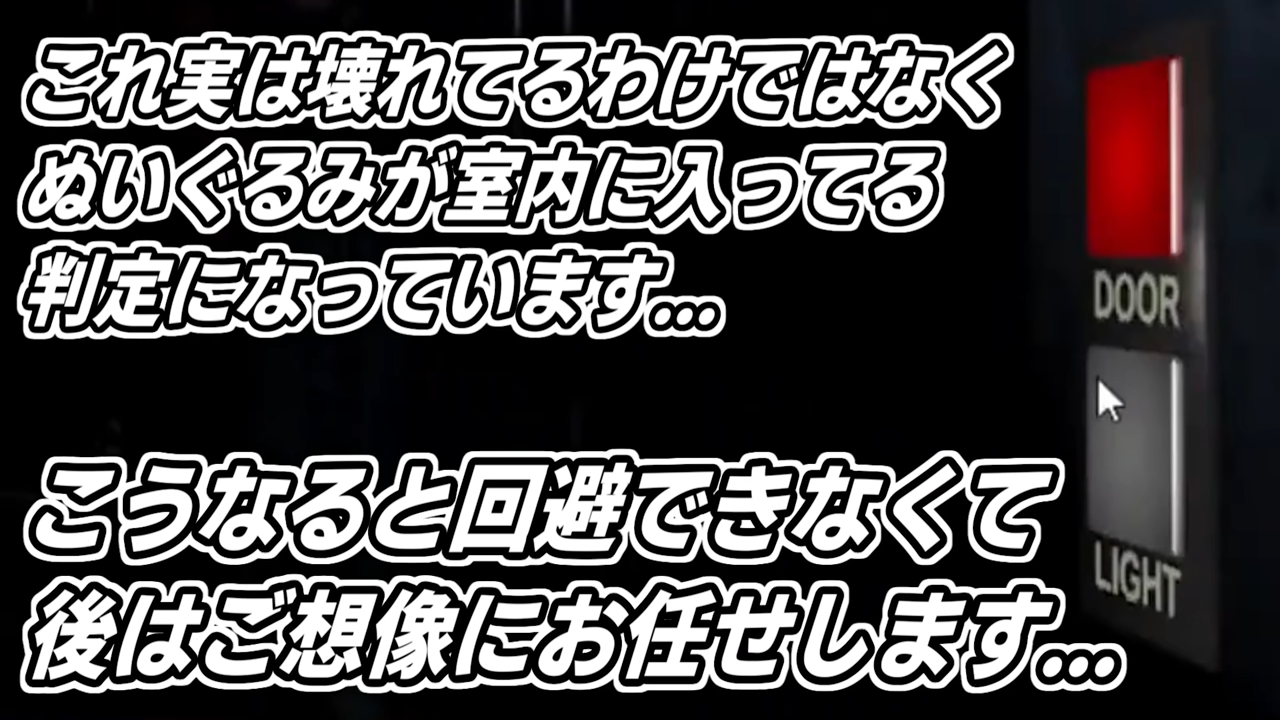 これ実は壊れてるわけではなく
ぬいぐるみが室内に入ってる
判定になっています...
DOOR
こうなると回避できなくて
LIGHT
後はご想像にお任せします...